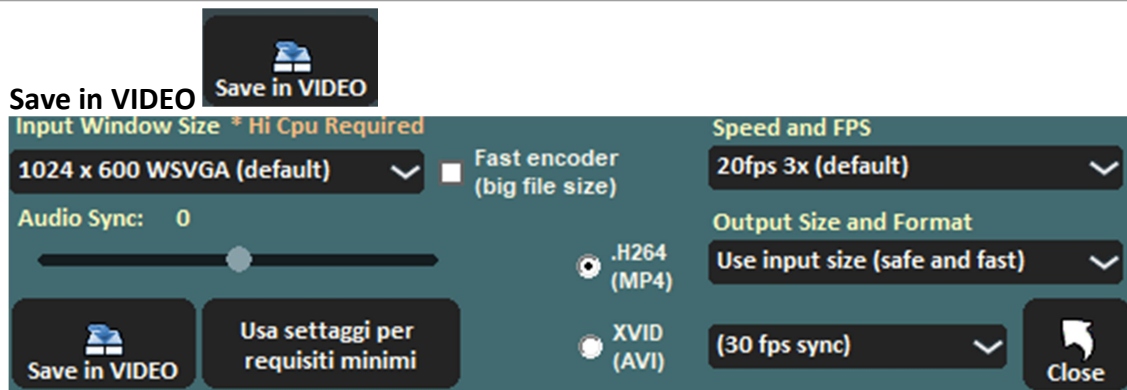 Save in VIDEO
Save in VIDEO
Input Window Size * Hi Cpu Required
1024 x 600 WSVGA (default)
Fast encoder
(big file size)
Speed and FPS
20fps 3x (default)
Audio Sync: 0
Output Size and Format
.H264
(MP4)
Use input size (safe and fast)
Save in VIDEO
Usa settaggi per
requisiti minimi
XVID
(AVI)
(30 fps sync)
Close